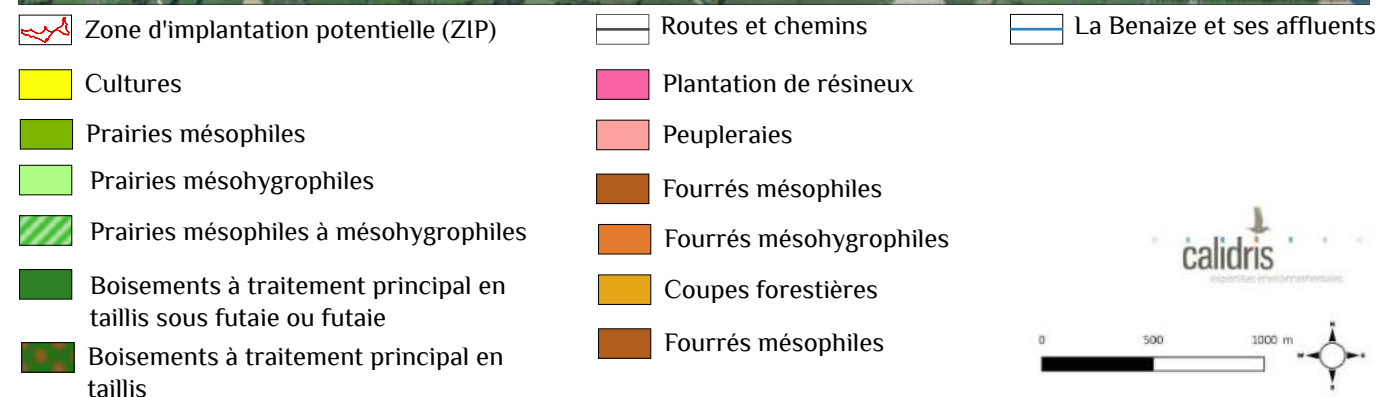 Zone d'implantation potentielle (ZIP)
Cultures
Prairies mésophiles
Prairies mésohygrophiles
Prairies mésophiles à mésohygrophiles
Boisements à traitement principal en
taillis sous futaie ou futaie
Boisements à traitement principal en
taillis
Routes et chemins
Plantation de résineux
Peupleraies
Fourrés mésophiles
Fourrés mésohygrophiles
Coupes forestières
Fourrés mésophiles
La Benaize et ses affluents
calidris
expertises environnementales
0 500 1000 m